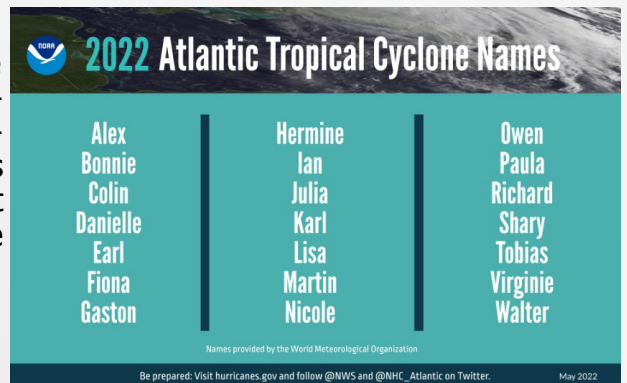 NOAA
2022 Atlantic Tropical Cyclone Names
Alex
Bonnie
Colin
Danielle
Earl
Fiona
Gaston
Hermine
Ian
Julia
Karl
Lisa
Martin
Nicole
Owen
Paula
Richard
Shary
Tobias
Virginie
Walter
Names provided by the World Meteorological Organization
Be prepared: Visit hurricanes.gov and follow @NWS and @NHC_Atlantic on Twitter.
May 2022